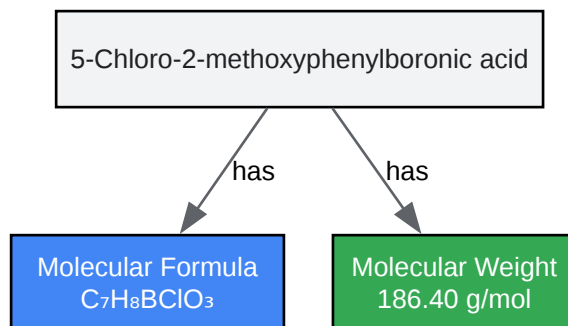 5-Chloro-2-methoxyphenylboronic acid
has
has
Molecular Formula
C₇H₈BClO₃
Molecular Weight
186.40 g/mol